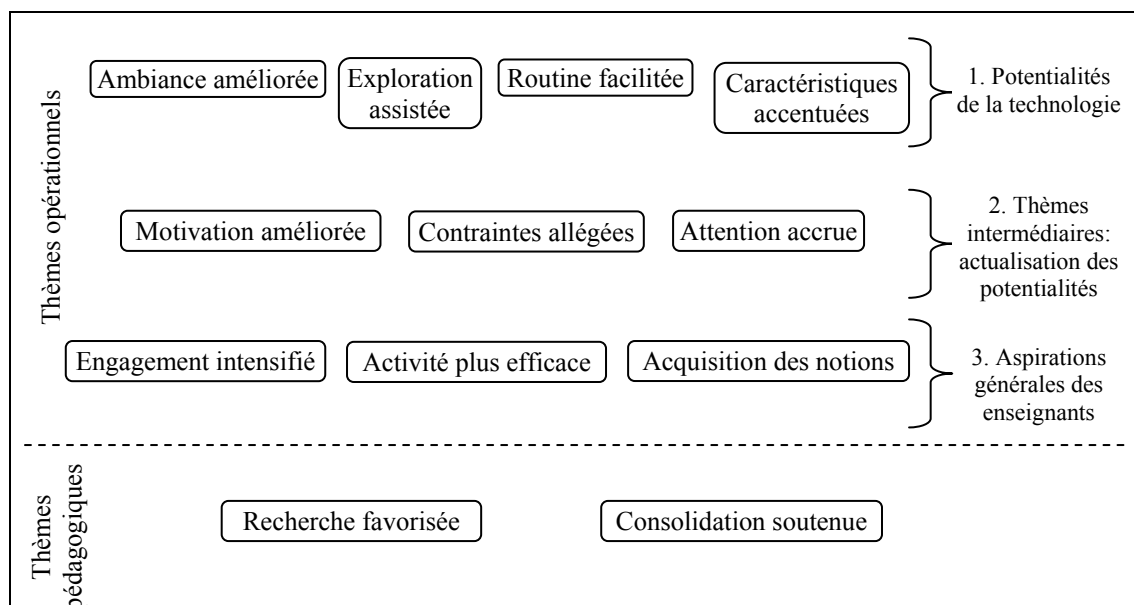 Thèmes opérationnels
Ambiance améliorée
Exploration
assistée
Routine facilitée
Caractéristiques
accentuées
1. Potentialités
de la technologie
Motivation améliorée
Contraintes allégées
Attention accrue
2. Thèmes
intermédiaires:
actualisation des
potentialités
Engagement intensifié
Activité plus efficace
Acquisition des notions
3. Aspirations
générales des
enseignants
Thèmes
pédagogiques
Recherche favorisée
Consolidation soutenue